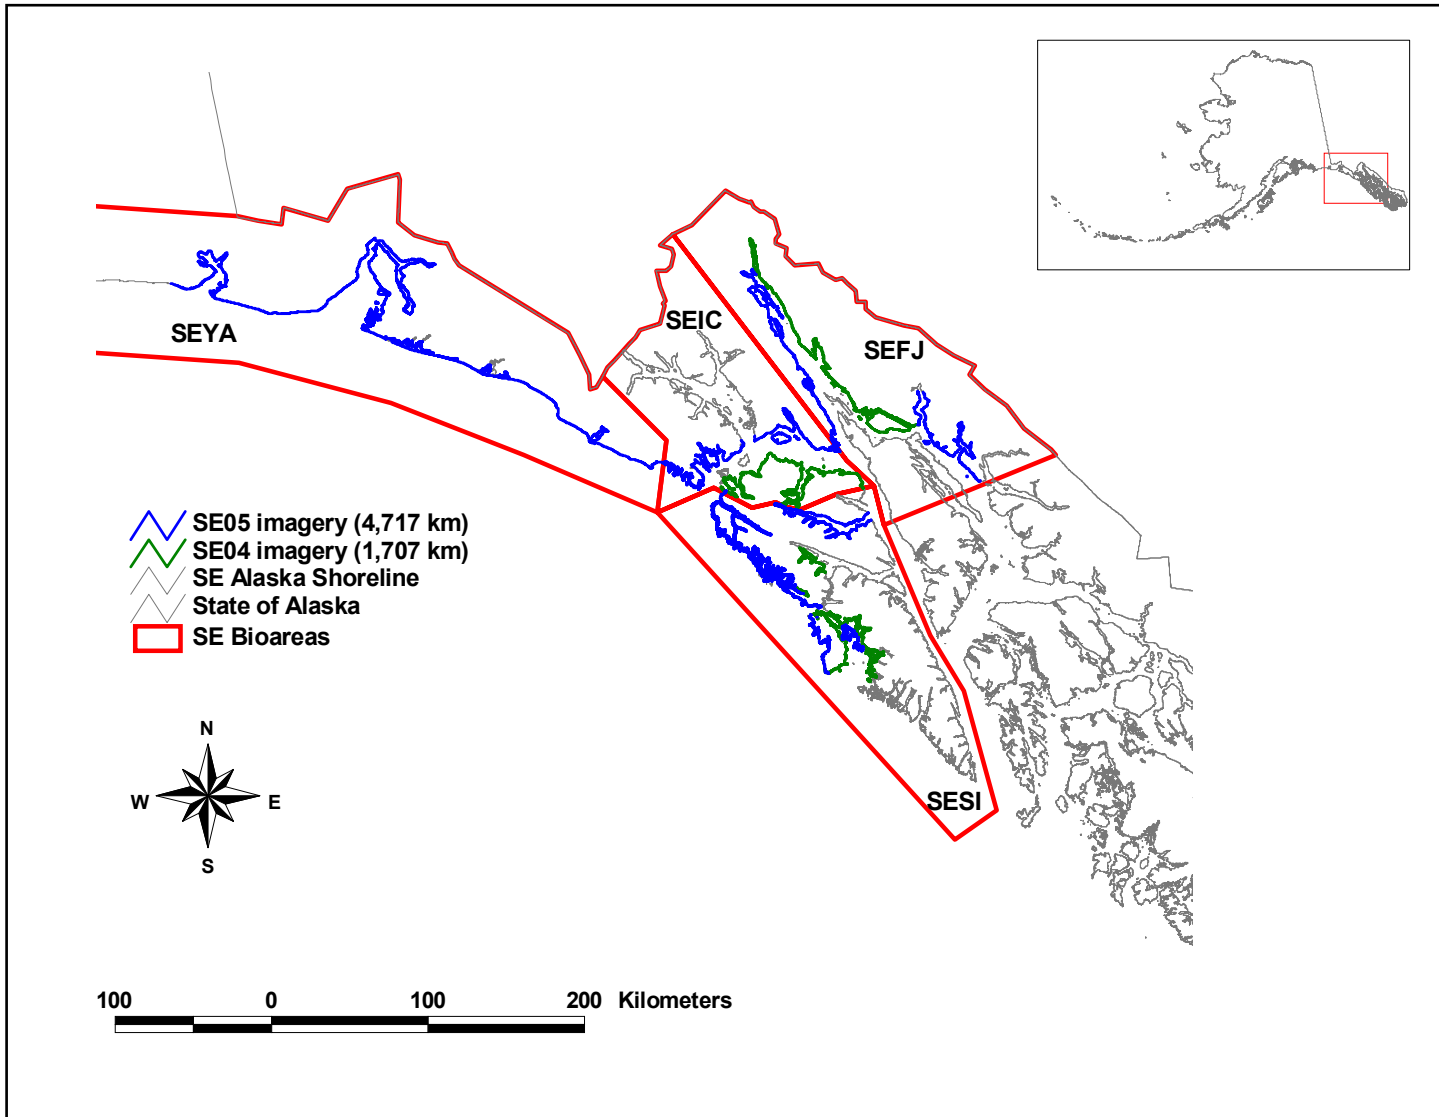 SEYA
SEIC
SEFJ
SESI
SE05 imagery (4,717 km)
SE04 imagery (1,707 km)
SE Alaska Shoreline
State of Alaska
SE Bioareas
N
W E
S
100 0 100 200 Kilometers